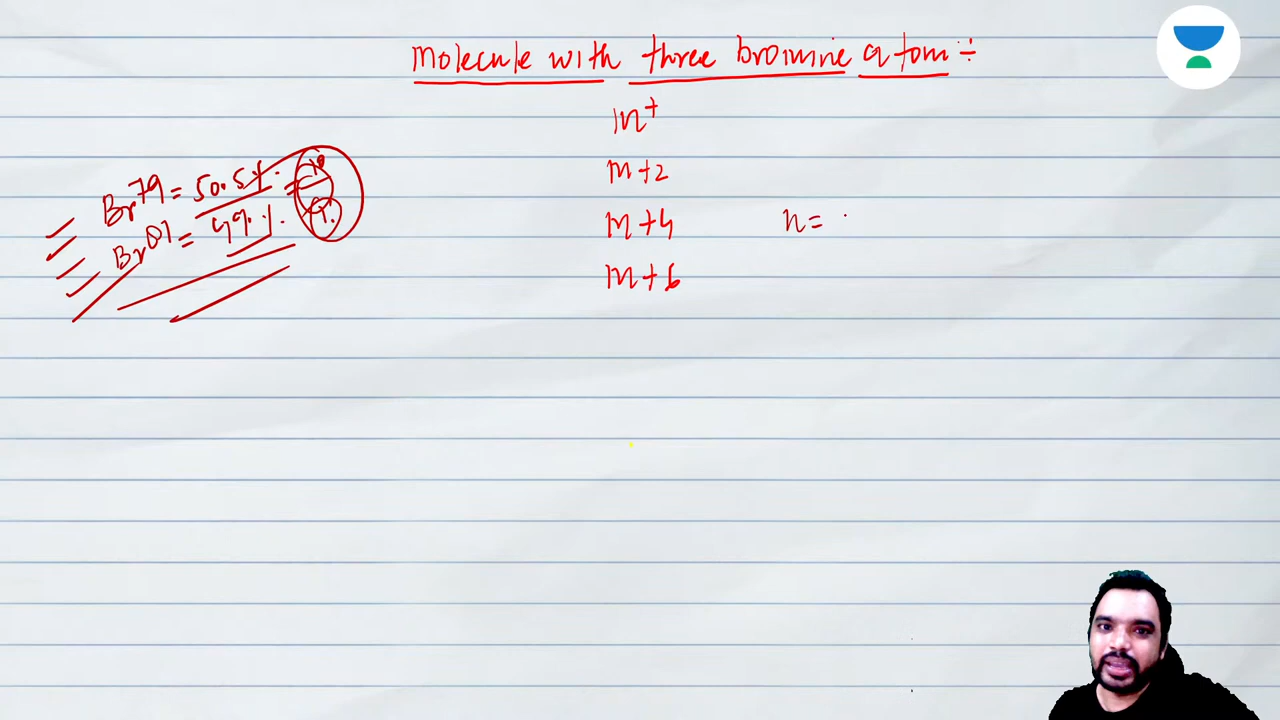 Molecule with three bromine atom ÷
m+
m+2
m+4
m+6
n=
Br79 = 50.5%. =
Br81 = 49%.